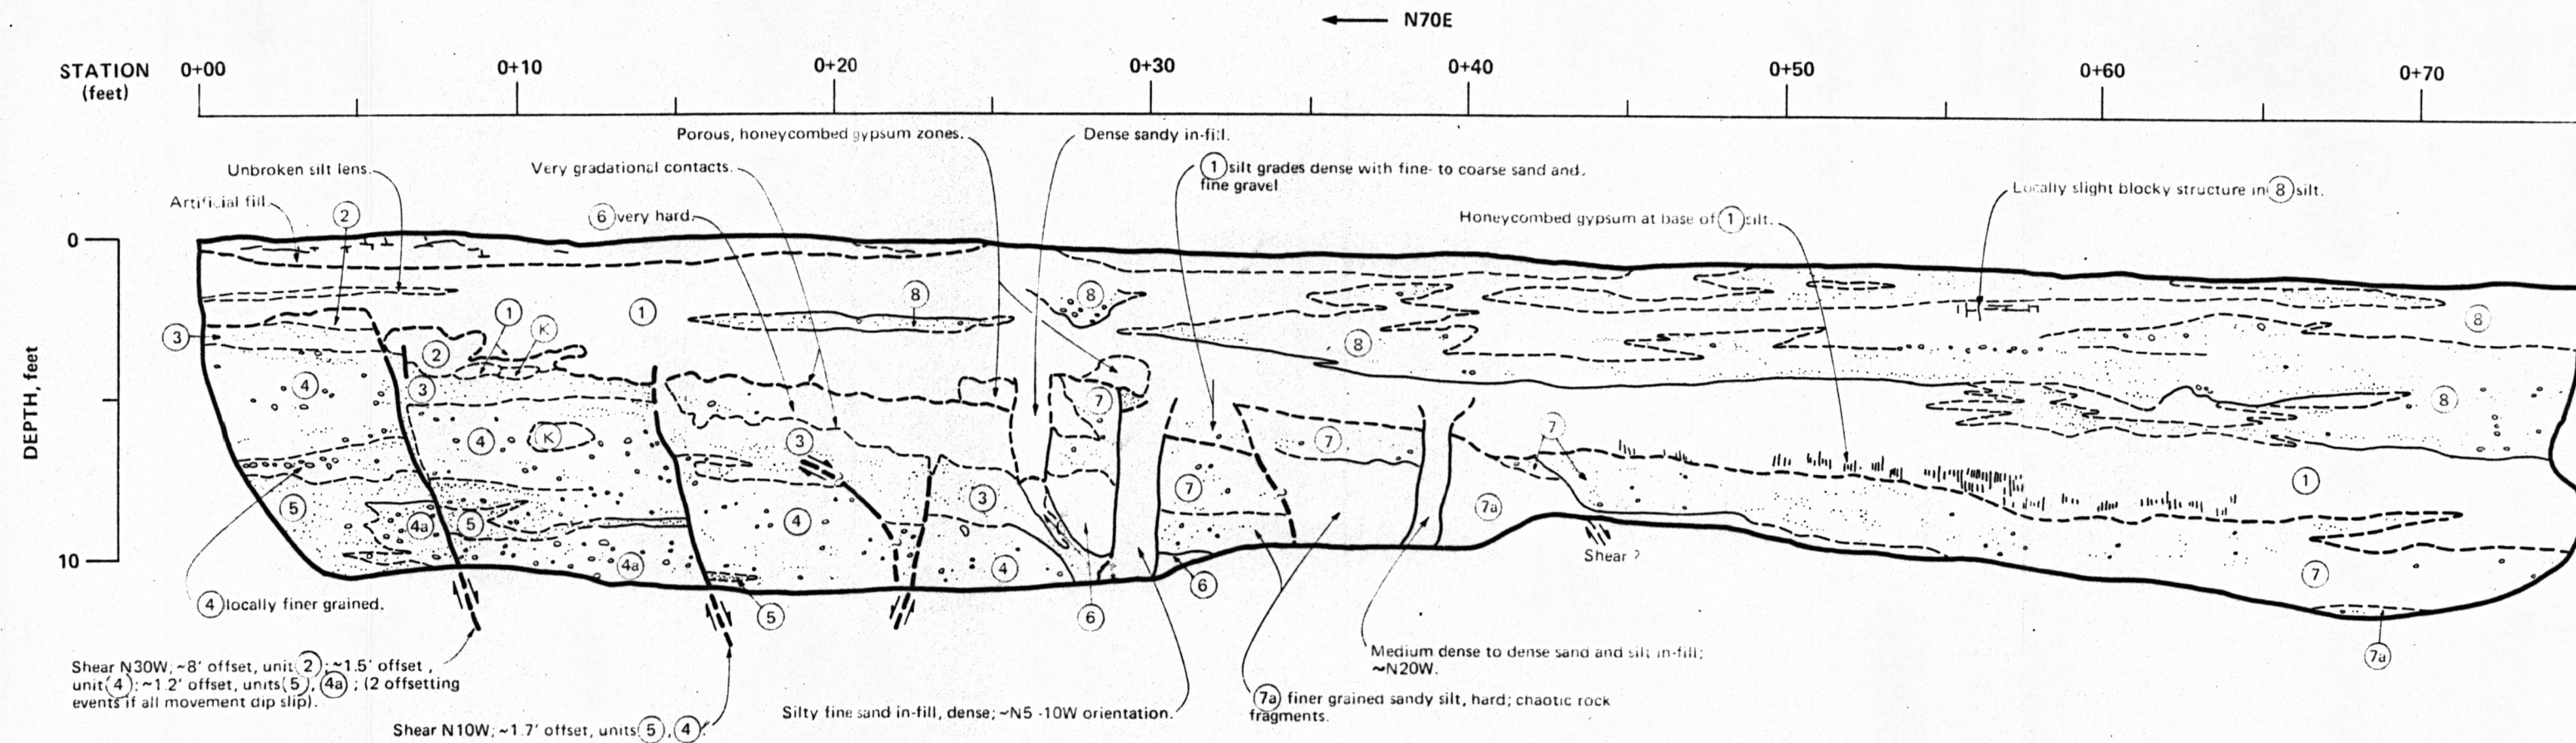 N70E
STATION
(feet)
0+00
0+10
0+20
0+30
0+40
0+50
0+60
0+70
Porous, honeycombed gypsum zones.
Dense sandy in-fill.
Unbroken silt lens.
Very gradational contacts.
1 silt grades dense with fine- to coarse sand and
fine gravel
Locally slight blocky structure in 8 silt.
Artificial fill.
2
6 very hard.
Honeycombed gypsum at base of 1 silt.
0
DEPTH, feet
10
8
8
1
1
K
8
8
3
2
4
3
7
8
4
K
3
7
7
5
4a
5
4
3
7
7a
1
4a
4
6
7
Shear ?
4 locally finer grained.
5
6
7a
Shear N30W; ~8' offset, unit 2; ~1.5' offset,
unit 4; ~1.2' offset, units 5, 4a; (2 offsetting
events if all movement dip slip).
Medium dense to dense sand and silt in-fill;
~N20W.
7a finer grained sandy silt, hard; chaotic rock
fragments.
Silty fine sand in-fill, dense; ~N5-10W orientation.
Shear N10W; ~1.7' offset, units 5, 4.